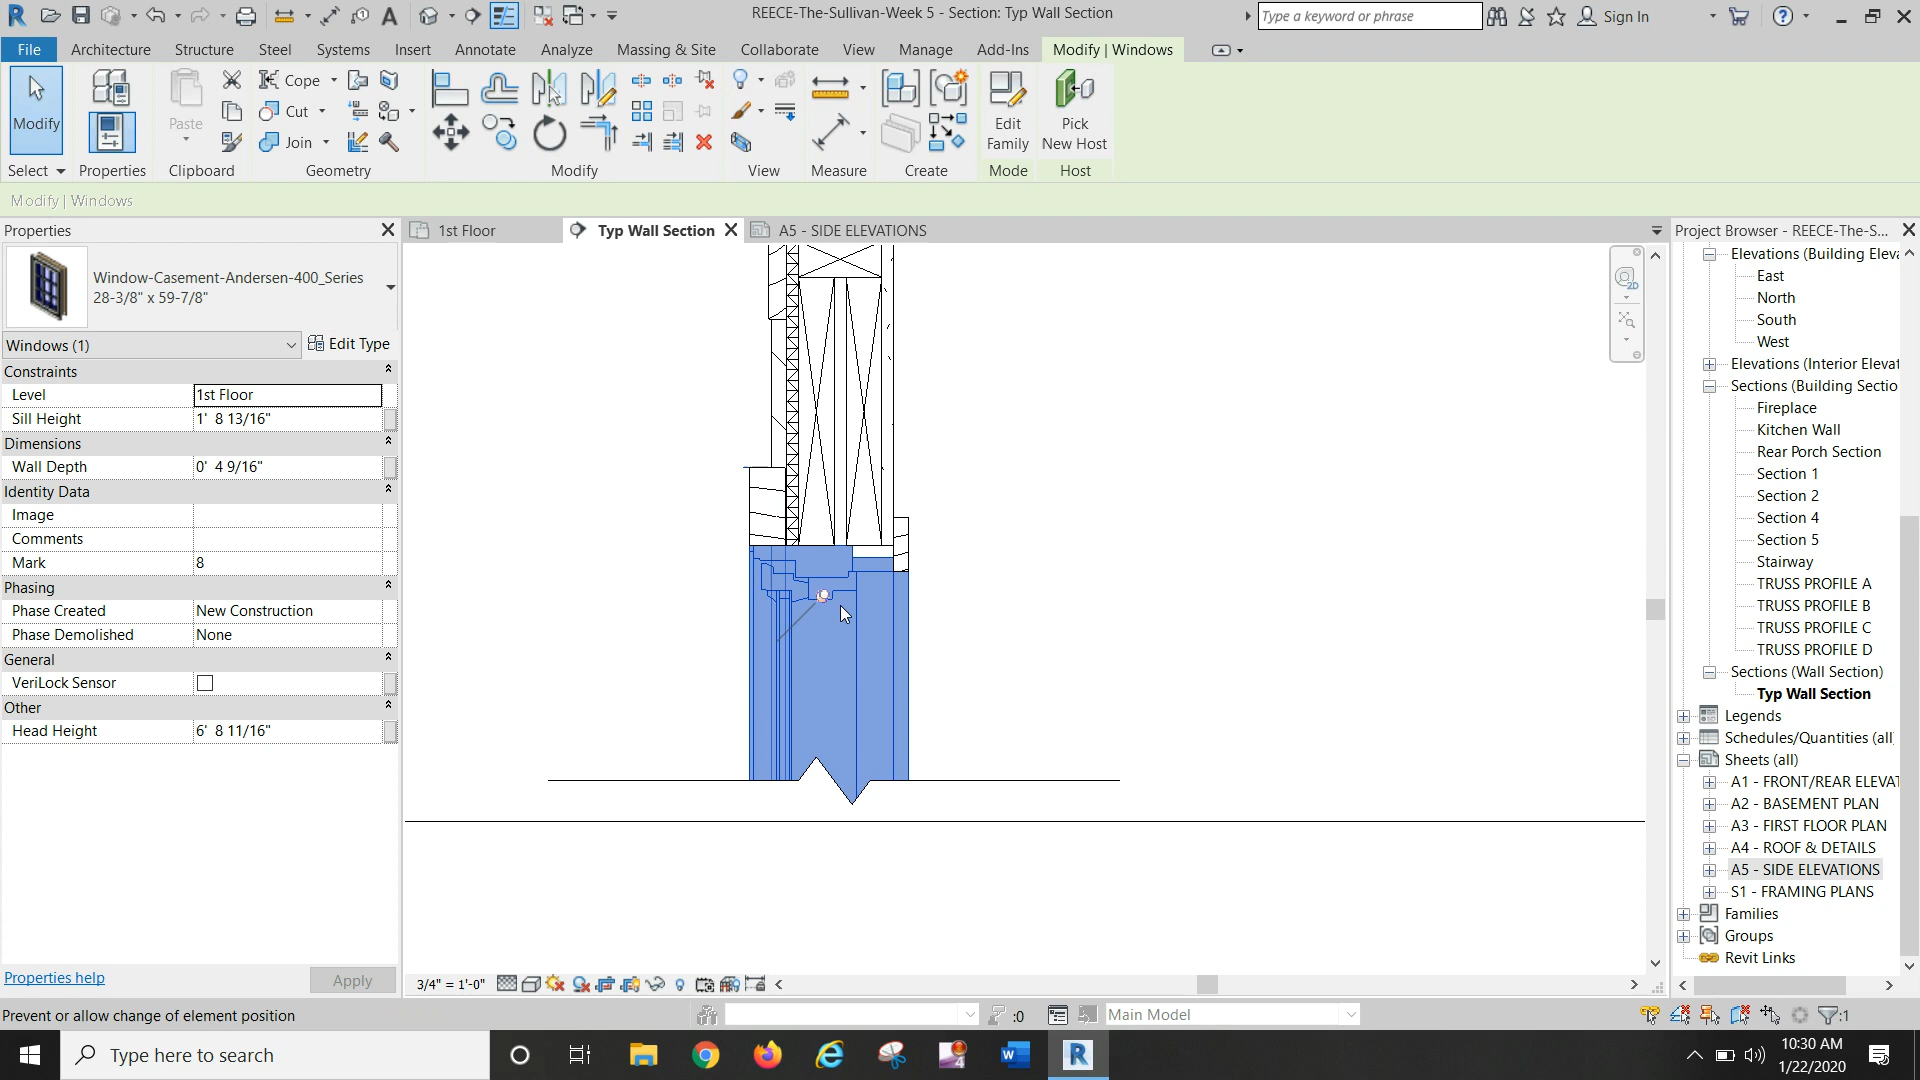 REECE-The-Sullivan-Week 5 - Section: Typ Wall Section
Type a keyword or phrase
Sign In
File
Architecture
Structure
Steel
Systems
Insert
Annotate
Analyze
Massing & Site
Collaborate
View
Manage
Add-Ins
Modify | Windows
Modify
Paste
Cope
Cut
Join
Edit
Family
Pick
New Host
Select
Properties
Clipboard
Geometry
Modify
View
Measure
Create
Mode
Host
Modify | Windows
Properties
Window-Casement-Andersen-400_Series
28-3/8" x 59-7/8"
Windows (1)
Edit Type
Constraints
Level
1st Floor
Sill Height
1' 8 13/16"
Dimensions
Wall Depth
0' 4 9/16"
Identity Data
Image
Comments
Mark
8
Phasing
Phase Created
New Construction
Phase Demolished
None
General
VeriLock Sensor
Other
Head Height
6' 8 11/16"
Properties help
Apply
1st Floor
Typ Wall Section
A5 - SIDE ELEVATIONS
2D
3/4" = 1'-0"
Project Browser - REECE-The-S...
Elevations (Building Eleva
East
North
South
West
Elevations (Interior Elevat
Sections (Building Sectio
Fireplace
Kitchen Wall
Rear Porch Section
Section 1
Section 2
Section 4
Section 5
Stairway
TRUSS PROFILE A
TRUSS PROFILE B
TRUSS PROFILE C
TRUSS PROFILE D
Sections (Wall Section)
Typ Wall Section
Legends
Schedules/Quantities (all
Sheets (all)
A1 - FRONT/REAR ELEVAT
A2 - BASEMENT PLAN
A3 - FIRST FLOOR PLAN
A4 - ROOF & DETAILS
A5 - SIDE ELEVATIONS
S1 - FRAMING PLANS
Families
Groups
Revit Links
Prevent or allow change of element position
:0
Main Model
:1
Type here to search
10:30 AM
1/22/2020